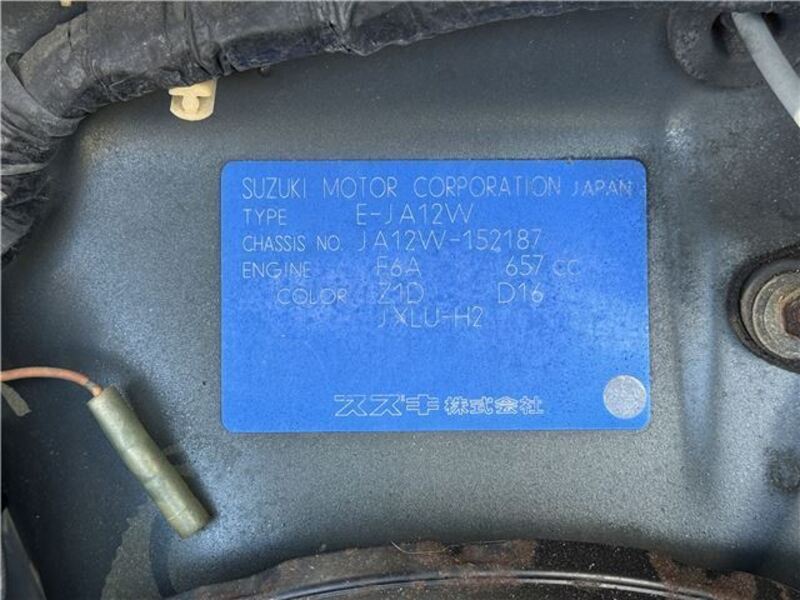 SUZUKI MOTOR CORPORATION JAPAN
TYPE E-JA12W
CHASSIS NO. JA12W-152187
ENGINE F6A 657 CC
COLOR Z1D D16
JXLU-H2
スズキ株式会社